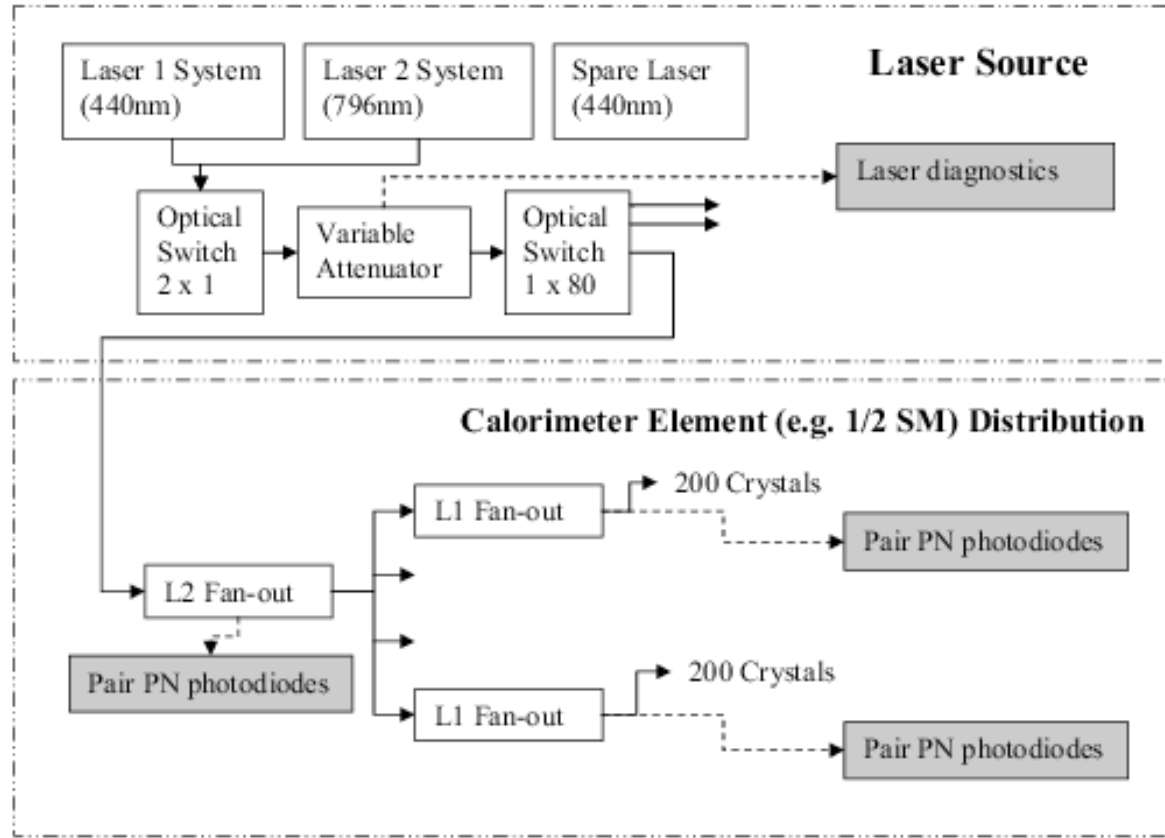 Laser 1 System
(440nm)
Laser 2 System
(796nm)
Spare Laser
(440nm)
Laser Source
Laser diagnostics
Optical
Switch
2 x 1
Variable
Attenuator
Optical
Switch
1 x 80
Calorimeter Element (e.g. 1/2 SM) Distribution
L1 Fan-out
200 Crystals
Pair PN photodiodes
L2 Fan-out
Pair PN photodiodes
L1 Fan-out
200 Crystals
Pair PN photodiodes